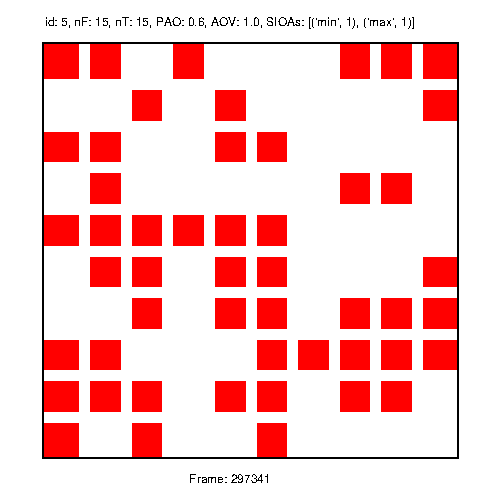 id: 5, nF: 15, nT: 15, PAO: 0.6, AOV: 1.0, SIOAs: [('min', 1), ('max', 1)]
Frame: 297341